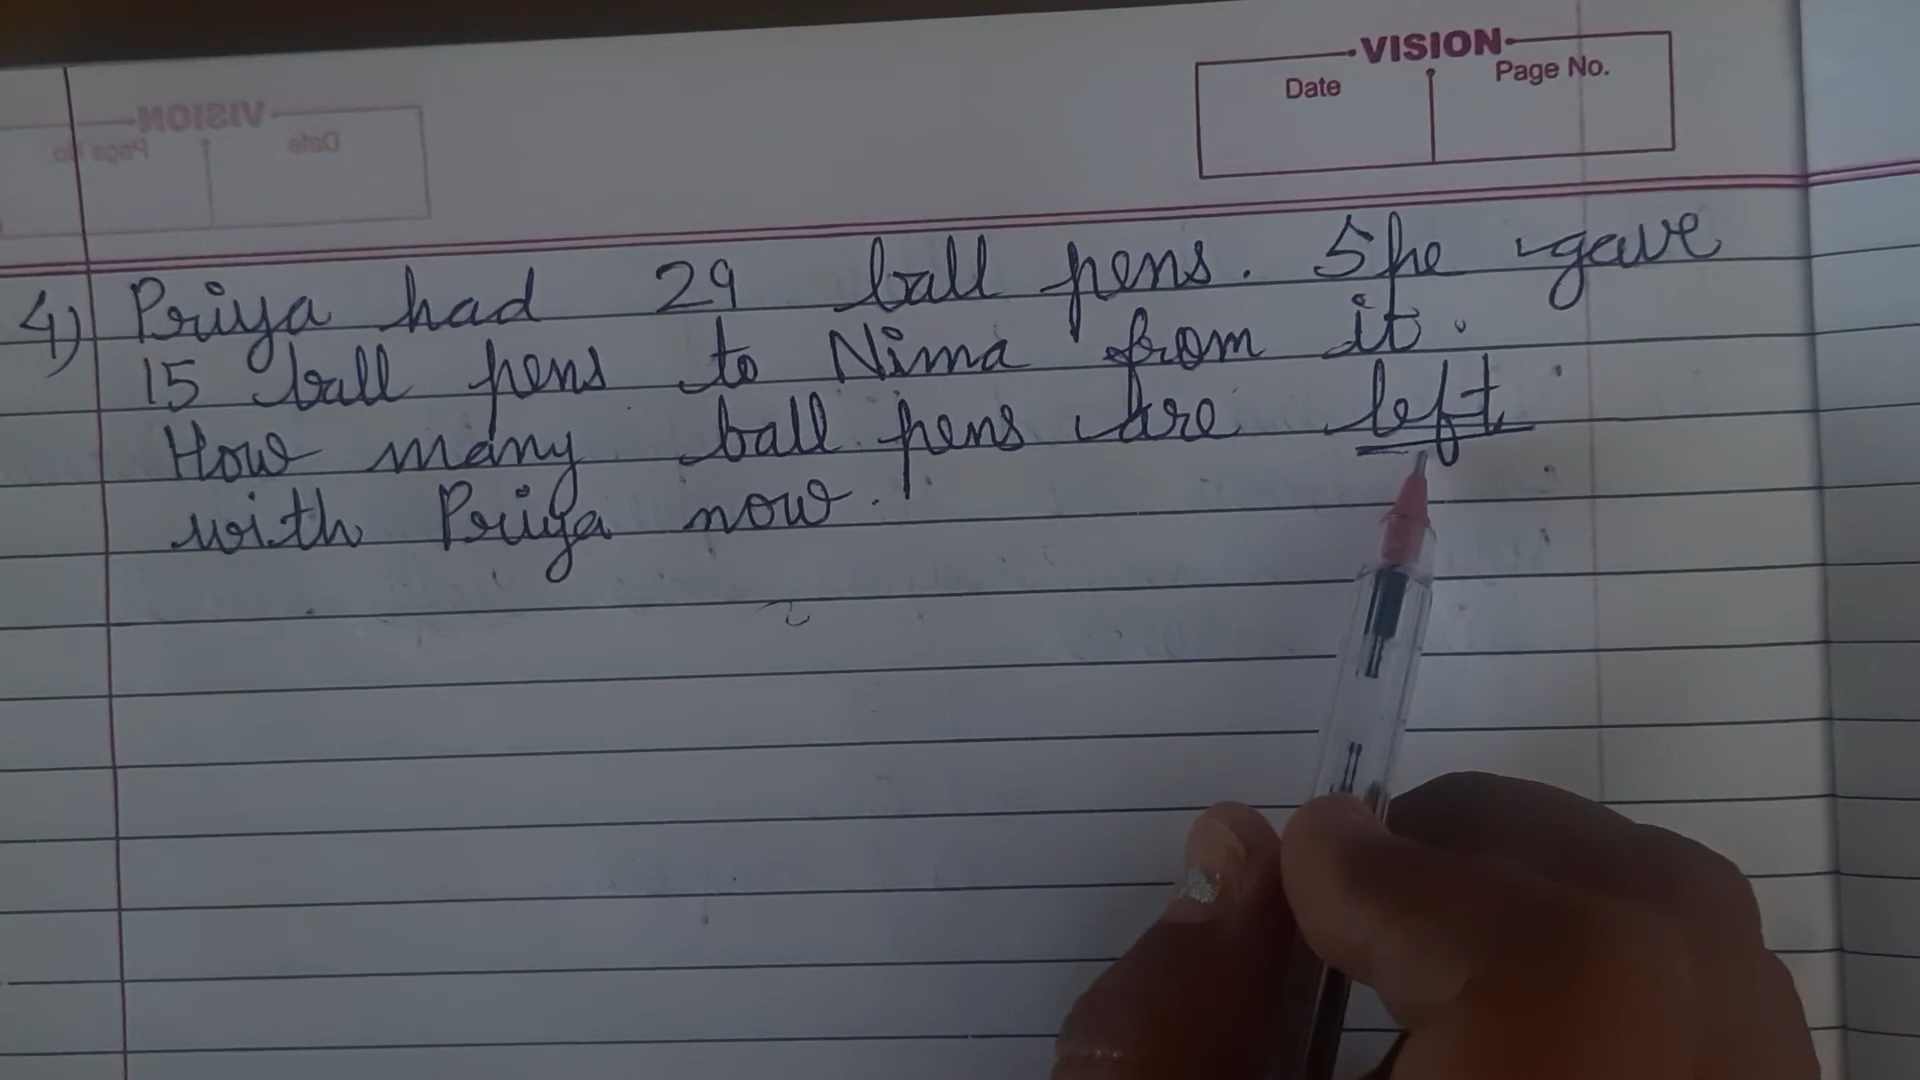 VISION
Date Page No.
4) Priya had 29 ball pens. She gave
15 ball pens to Nima from it.
How many ball pens are left
with Priya now.